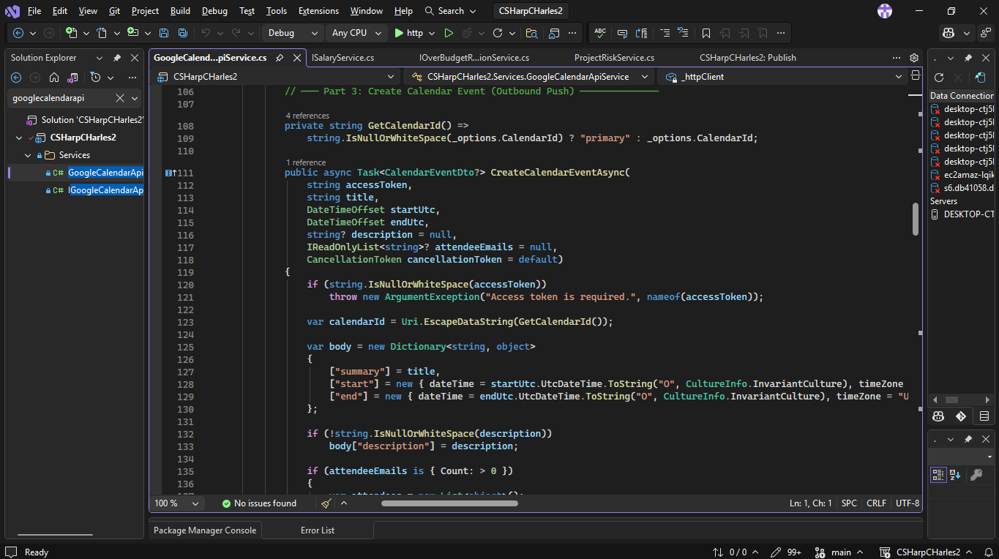 File Edit View Git Project Build Debug Test Tools Extensions Window Help Search CSHarpCHarles2
Debug Any CPU http
Solution Explorer
googlecalendarapi
Solution 'CSHarpCHarles2'
CSHarpCHarles2
Services
C# GoogleCalendarApi
C# IGoogleCalendarAp
GoogleCalend...piService.cs ISalaryService.cs IOverBudgetR...ionService.cs ProjectRiskService.cs CSHarpCHarles2: Publish
CSHarpCHarles2 CSHarpCHarles2.Services.GoogleCalendarApiService _httpClient
106 // ─── Part 3: Create Calendar Event (Outbound Push) ──────────────
107
4 references
108 private string GetCalendarId() =>
109 string.IsNullOrWhiteSpace(_options.CalendarId) ? "primary" : _options.CalendarId;
110
1 reference
111 public async Task<CalendarEventDto?> CreateCalendarEventAsync(
112 string accessToken,
113 string title,
114 DateTimeOffset startUtc,
115 DateTimeOffset endUtc,
116 string? description = null,
117 IReadOnlyList<string>? attendeeEmails = null,
118 CancellationToken cancellationToken = default)
119 {
120 if (string.IsNullOrWhiteSpace(accessToken))
121 throw new ArgumentException("Access token is required.", nameof(accessToken));
122
123 var calendarId = Uri.EscapeDataString(GetCalendarId());
124
125 var body = new Dictionary<string, object>
126 {
127 ["summary"] = title,
128 ["start"] = new { dateTime = startUtc.UtcDateTime.ToString("O", CultureInfo.InvariantCulture), timeZone
129 ["end"] = new { dateTime = endUtc.UtcDateTime.ToString("O", CultureInfo.InvariantCulture), timeZone = "U
130 };
131
132 if (!string.IsNullOrWhiteSpace(description))
133 body["description"] = description;
134
135 if (attendeeEmails is { Count: > 0 })
136 {
var attendees = new List<object>();
100 % No issues found Ln: 1, Ch: 1 SPC CRLF UTF-8
Package Manager Console Error List
Data Connection
desktop-ctj5l
desktop-ctj5l
desktop-ctj5l
desktop-ctj5l
desktop-ctj5l
ec2amaz-lqik
s6.db41058.d
Servers
DESKTOP-CT
Ready 0 / 0 99+ main CSHarpCHarles2